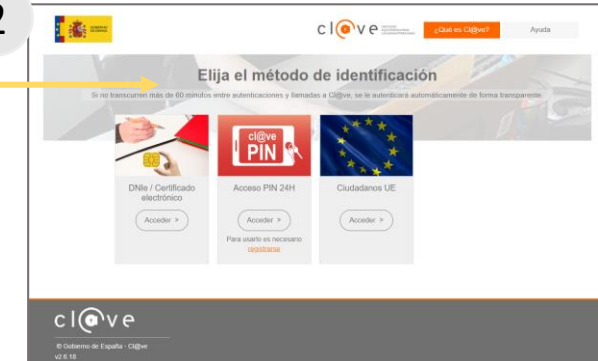 2
GOBIERNO DE ESPAÑA
cl@ve
¿Qué es Cl@ve?
Ayuda
Elija el método de identificación
Si no transcurren más de 60 minutos entre autenticaciones y llamadas a Cl@ve, se le autenticará automáticamente de forma transparente.
cl@ve
PIN
DNIe / Certificado
electrónico
Acceso PIN 24H
Ciudadanos UE
Acceder >
Acceder >
Acceder >
Para usarlo es necesario
registrarse
cl@ve
© Gobierno de España - Cl@ve
v2.6.18